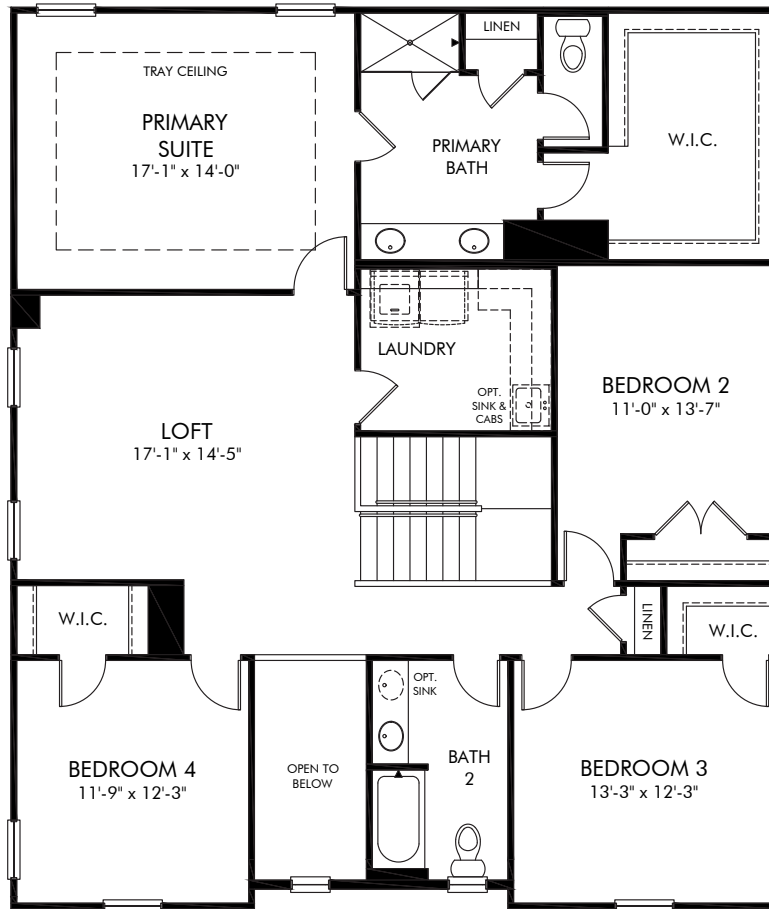 LINEN
TRAY CEILING
PRIMARY
SUITE
17'-1" x 14'-0"
PRIMARY
BATH
W.I.C.
LAUNDRY
OPT.
SINK &
CABS
BEDROOM 2
11'-0" x 13'-7"
LOFT
17'-1" x 14'-5"
W.I.C.
LINEN
W.I.C.
OPT.
SINK
BEDROOM 4
11'-9" x 12'-3"
OPEN TO
BELOW
BATH
2
BEDROOM 3
13'-3" x 12'-3"